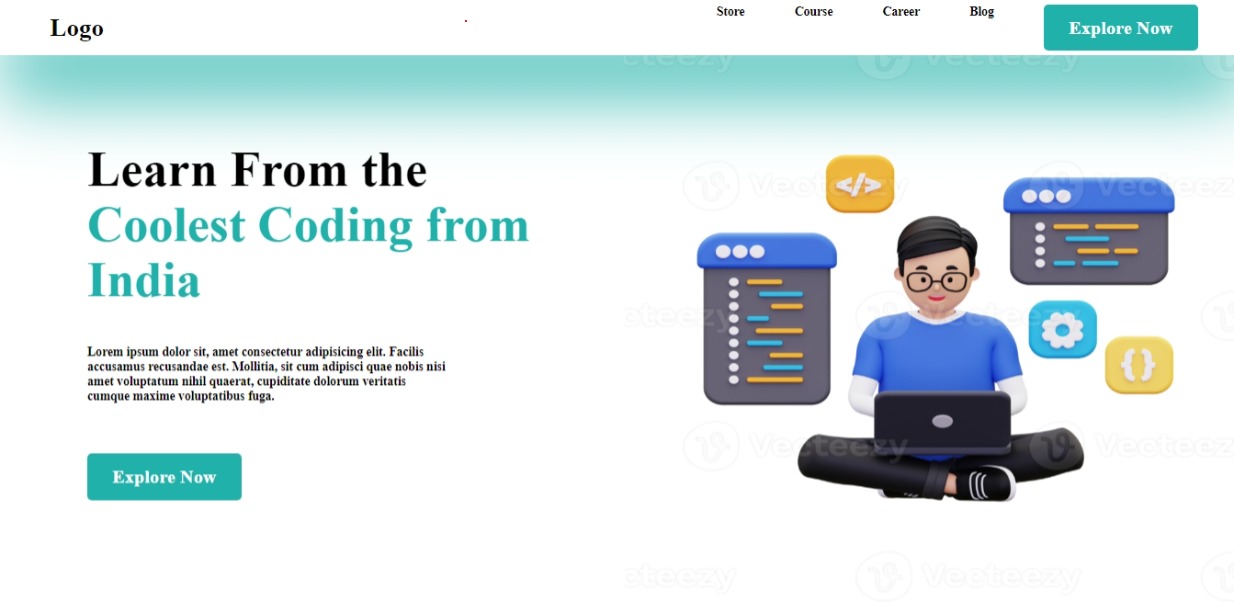 Logo
Store Course Career Blog Explore Now
Learn From the
Coolest Coding from
India
Lorem ipsum dolor sit, amet consectetur adipisicing elit. Facilis
accusamus recusandae est. Mollitia, sit cum adipisci quae nobis nisi
amet voluptatum nihil quaerat, cupiditate dolorum veritatis
cumque maxime voluptatibus fuga.
Explore Now